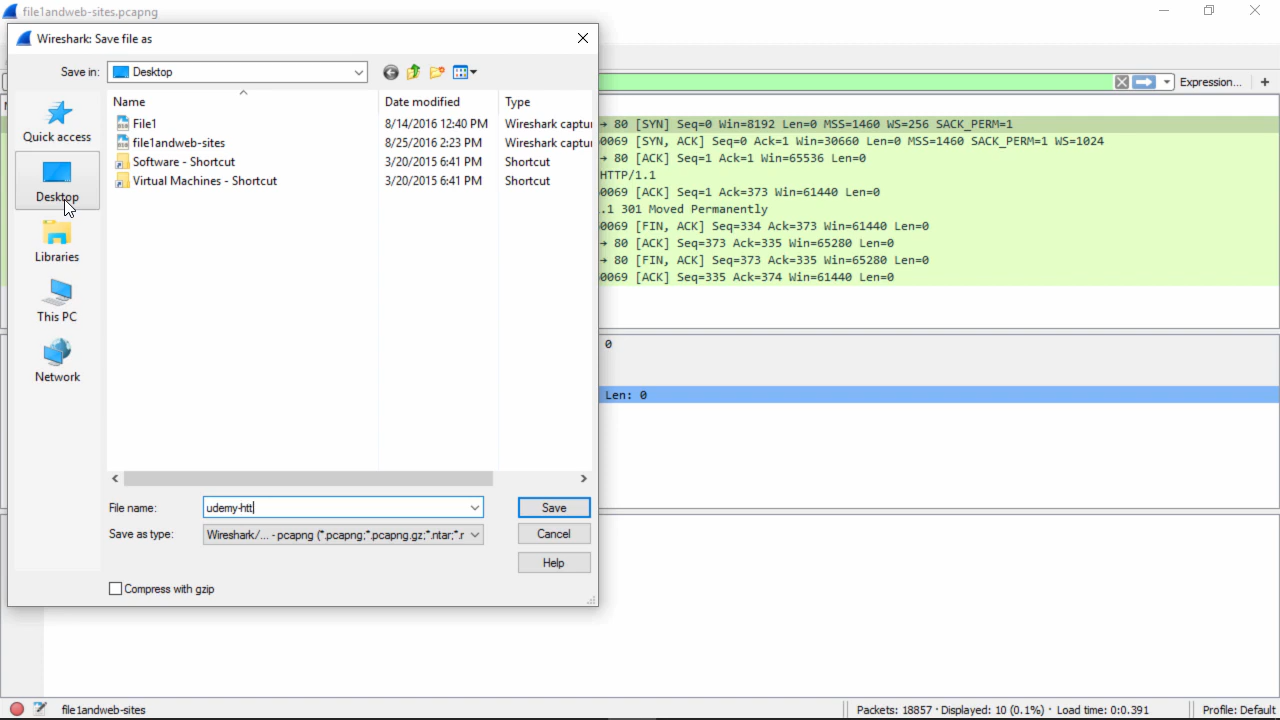 file1andweb-sites.pcapng
Wireshark: Save file as
Save in: Desktop
Expression... +
Name Date modified Type
File1 8/14/2016 12:40 PM Wireshark captu
file1andweb-sites 8/25/2016 2:23 PM Wireshark captu
Software - Shortcut 3/20/2015 6:41 PM Shortcut
Virtual Machines - Shortcut 3/20/2015 6:41 PM Shortcut
Quick access
Desktop
Libraries
This PC
Network
→ 80 [SYN] Seq=0 Win=8192 Len=0 MSS=1460 WS=256 SACK_PERM=1
0069 [SYN, ACK] Seq=0 Ack=1 Win=30660 Len=0 MSS=1460 SACK_PERM=1 WS=1024
→ 80 [ACK] Seq=1 Ack=1 Win=65536 Len=0
HTTP/1.1
0069 [ACK] Seq=1 Ack=373 Win=61440 Len=0
.1 301 Moved Permanently
0069 [FIN, ACK] Seq=334 Ack=373 Win=61440 Len=0
→ 80 [ACK] Seq=373 Ack=335 Win=65280 Len=0
→ 80 [FIN, ACK] Seq=373 Ack=335 Win=65280 Len=0
0069 [ACK] Seq=335 Ack=374 Win=61440 Len=0
0
Len: 0
File name: udemy-htt
Save
Save as type: Wireshark/... - pcapng (*.pcapng;*.pcapng.gz;*.ntar;*.r
Cancel
Help
Compress with gzip
file1andweb-sites
Packets: 18857 · Displayed: 10 (0.1%) · Load time: 0:0.391
Profile: Default